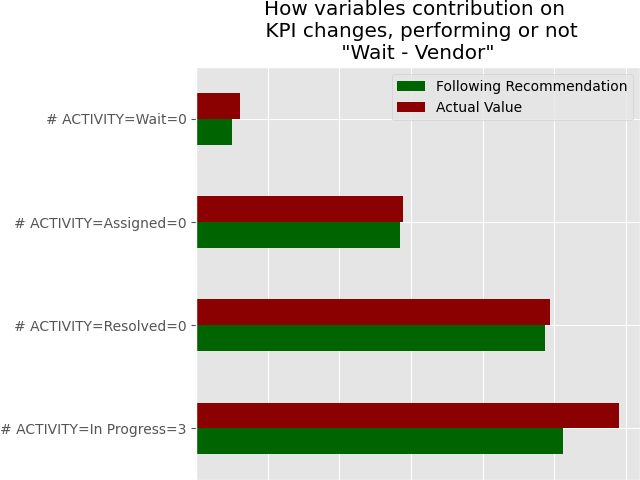 How variables contribution on
KPI changes, performing or not
"Wait - Vendor"
Following Recommendation
Actual Value
# ACTIVITY=Wait=0
# ACTIVITY=Assigned=0
# ACTIVITY=Resolved=0
# ACTIVITY=In Progress=3